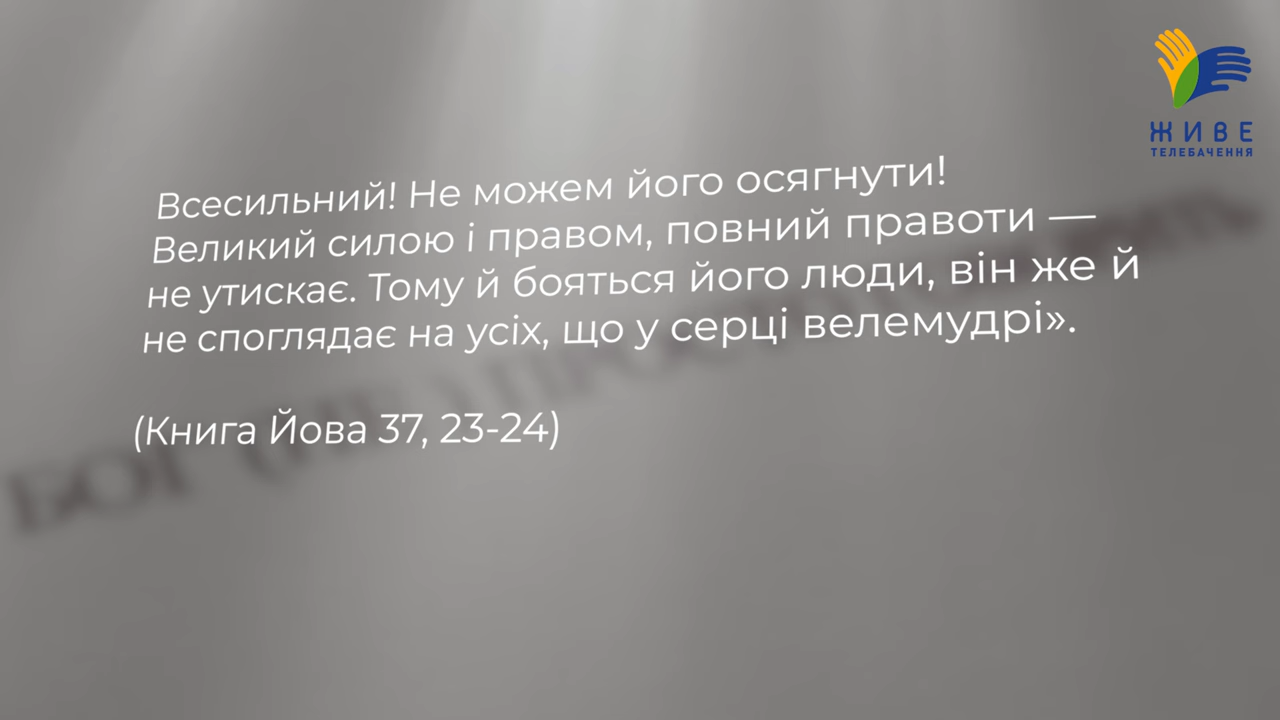 ЖИВЕ
ТЕЛЕБАЧЕННЯ
Всесильний! Не можем його осягнути!
Великий силою і правом, повний правоти —
не утискає. Тому й бояться його люди, він же й
не споглядає на усіх, що у серці велемудрі».
(Книга Йова 37, 23-24)
БОГ